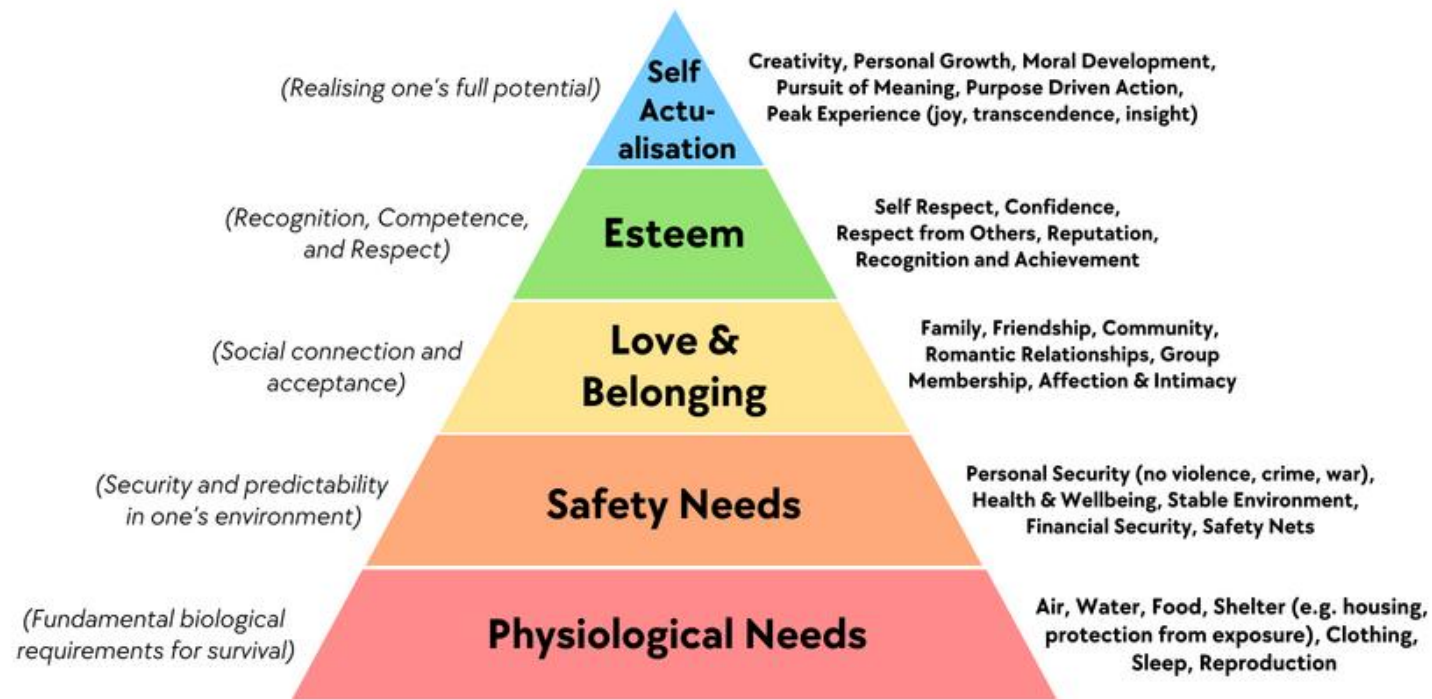 (Realising one's full potential)
Self
Actu-
alisation
Creativity, Personal Growth, Moral Development,
Pursuit of Meaning, Purpose Driven Action,
Peak Experience (joy, transcendence, insight)
(Recognition, Competence,
and Respect)
Esteem
Self Respect, Confidence,
Respect from Others, Reputation,
Recognition and Achievement
(Social connection and
acceptance)
Love &
Belonging
Family, Friendship, Community,
Romantic Relationships, Group
Membership, Affection & Intimacy
(Security and predictability
in one's environment)
Safety Needs
Personal Security (no violence, crime, war),
Health & Wellbeing, Stable Environment,
Financial Security, Safety Nets
(Fundamental biological
requirements for survival)
Physiological Needs
Air, Water, Food, Shelter (e.g. housing,
protection from exposure), Clothing,
Sleep, Reproduction